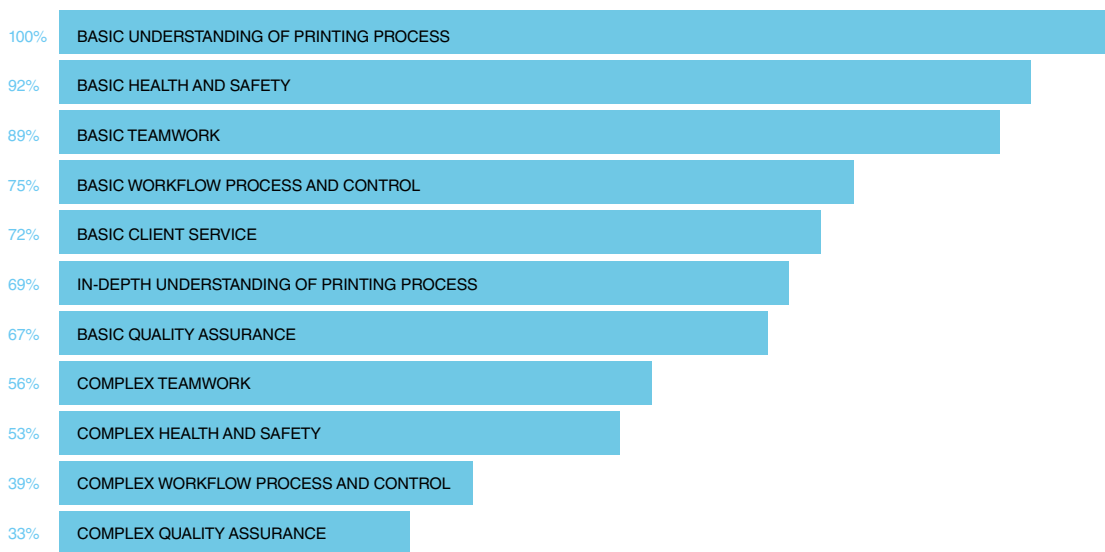 100% BASIC UNDERSTANDING OF PRINTING PROCESS
92% BASIC HEALTH AND SAFETY
89% BASIC TEAMWORK
75% BASIC WORKFLOW PROCESS AND CONTROL
72% BASIC CLIENT SERVICE
69% IN-DEPTH UNDERSTANDING OF PRINTING PROCESS
67% BASIC QUALITY ASSURANCE
56% COMPLEX TEAMWORK
53% COMPLEX HEALTH AND SAFETY
39% COMPLEX WORKFLOW PROCESS AND CONTROL
33% COMPLEX QUALITY ASSURANCE